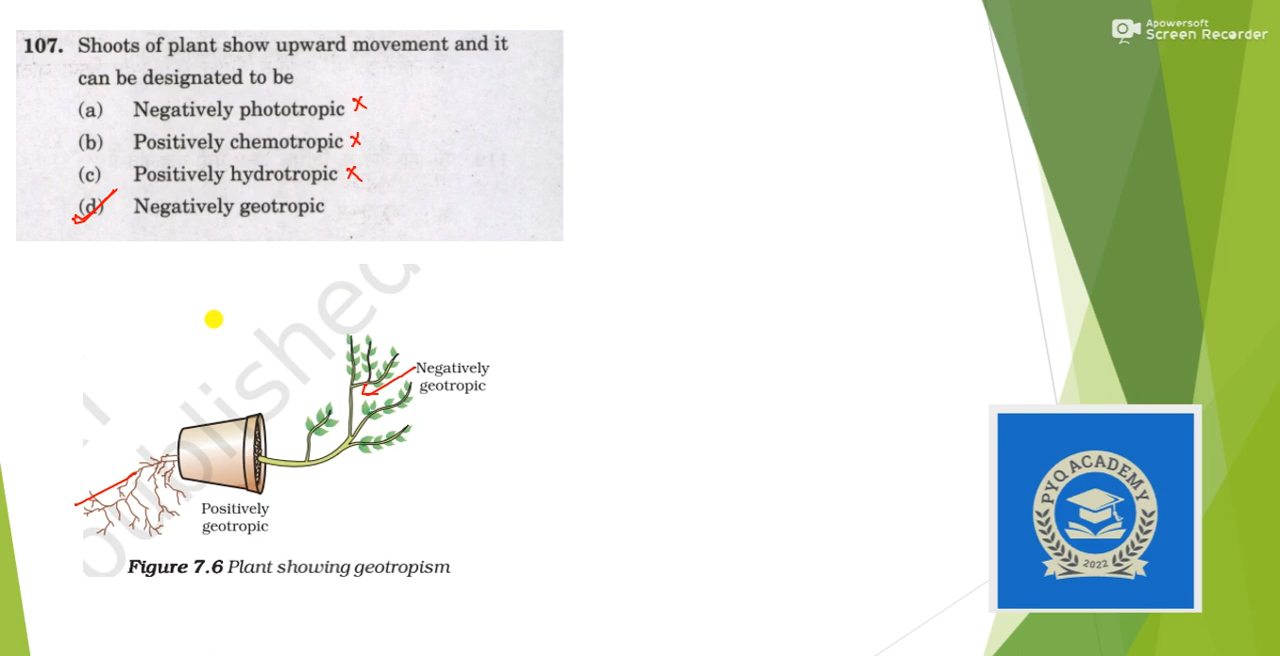 Apowersoft
Screen Recorder
107. Shoots of plant show upward movement and it
can be designated to be
(a) Negatively phototropic
(b) Positively chemotropic
(c) Positively hydrotropic
(d) Negatively geotropic
published
Negatively
geotropic
Positively
geotropic
Figure 7.6 Plant showing geotropism
PYQ ACADEMY
2022